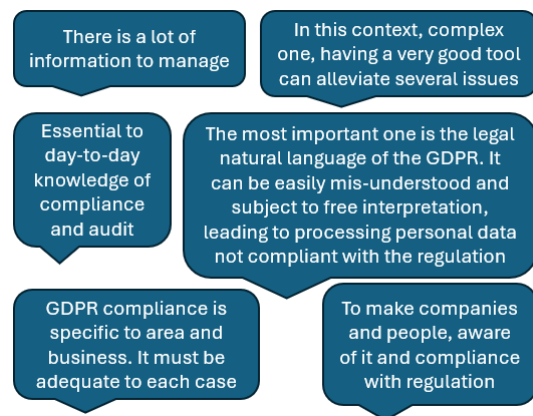 There is a lot of
information to manage
In this context, complex
one, having a very good tool
can alleviate several issues
Essential to
day-to-day
knowledge of
compliance
and audit
The most important one is the legal
natural language of the GDPR. It
can be easily mis-understood and
subject to free interpretation,
leading to processing personal data
not compliant with the regulation
GDPR compliance is
specific to area and
business. It must be
adequate to each case
To make companies
and people, aware
of it and compliance
with regulation